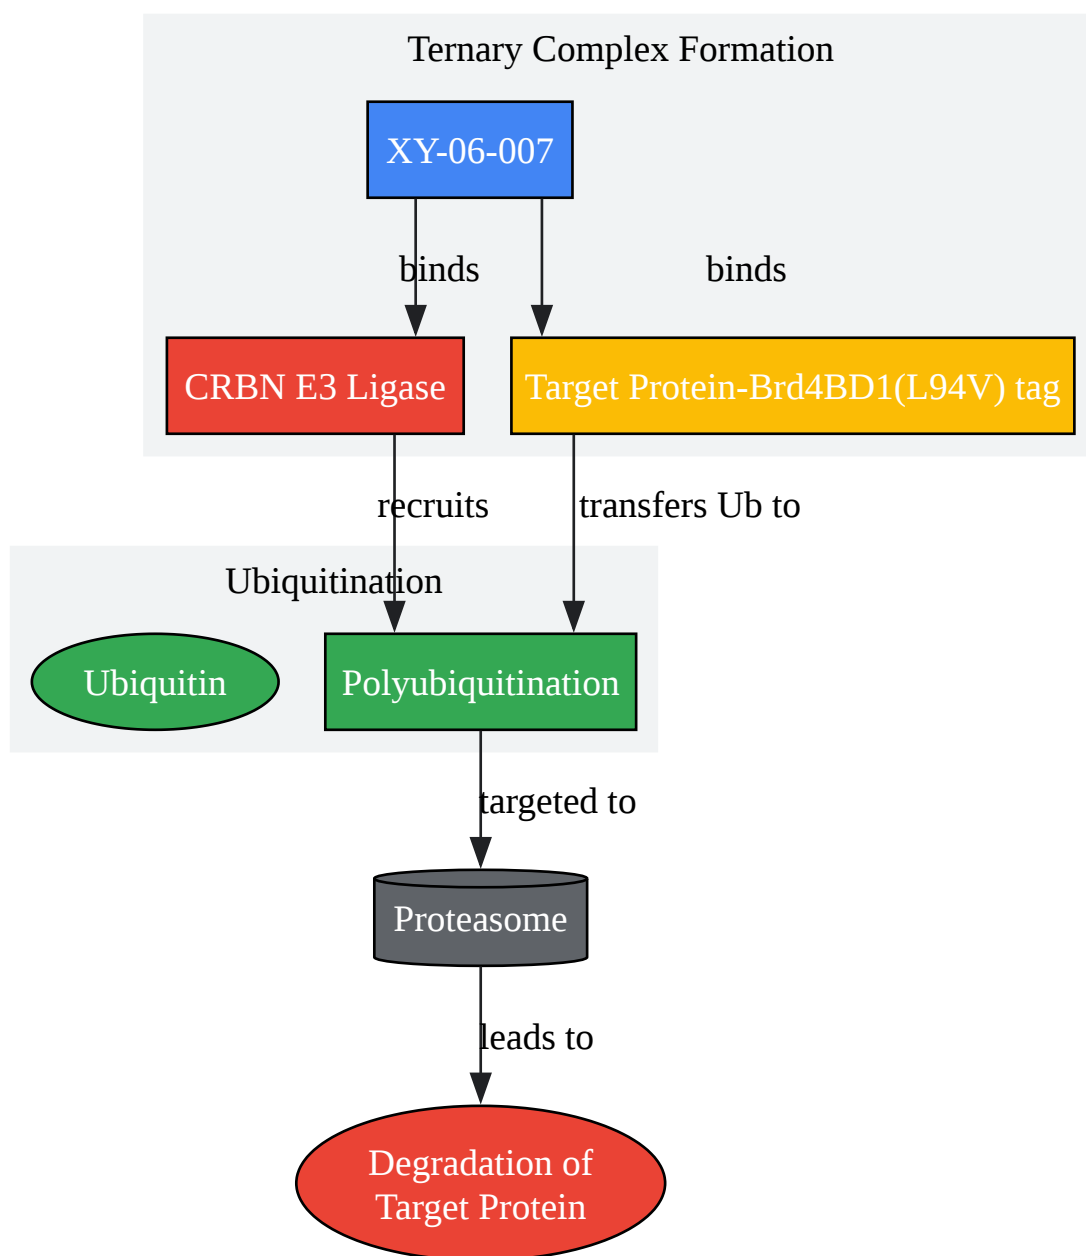 Ternary Complex Formation
XY-06-007
binds
binds
CRBN E3 Ligase
Target Protein-Brd4BD1(L94V) tag
recruits
transfers Ub to
Ubiquitination
Ubiquitin
Polyubiquitination
targeted to
Proteasome
leads to
Degradation of
Target Protein